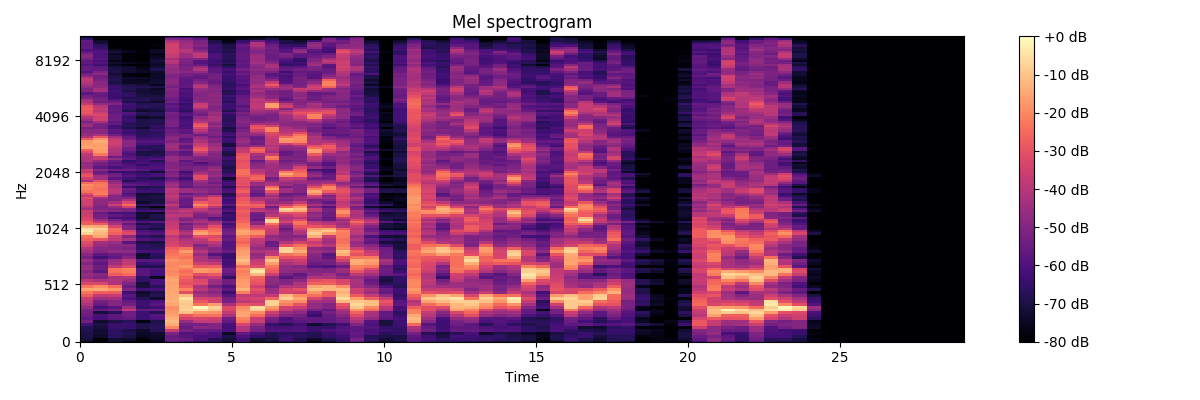 Mel spectrogram
Hz
8192
4096
2048
1024
512
0
0 5 10 15 20 25
Time
+0 dB
-10 dB
-20 dB
-30 dB
-40 dB
-50 dB
-60 dB
-70 dB
-80 dB